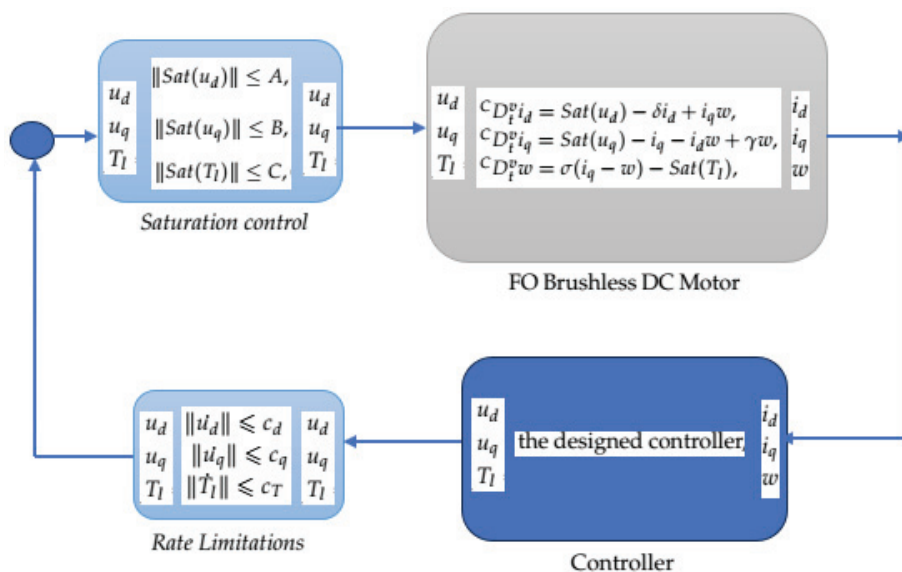 u_d
u_q
T_l
‖Sat(u_d)‖ ≤ A,
‖Sat(u_q)‖ ≤ B,
‖Sat(T_l)‖ ≤ C,
u_d
u_q
T_l
Saturation control
u_d
u_q
T_l
^C D_t^v i_d = Sat(u_d) − δi_d + i_q w,
^C D_t^v i_q = Sat(u_q) − i_q − i_d w + γw,
^C D_t^v w = σ(i_q − w) − Sat(T_l),
i_d
i_q
w
FO Brushless DC Motor
u_d
u_q
T_l
‖u̇_d‖ ⩽ c_d
‖u̇_q‖ ⩽ c_q
‖Ṫ_l‖ ⩽ c_T
u_d
u_q
T_l
Rate Limitations
u_d
u_q
T_l
the designed controller,
i_d
i_q
w
Controller